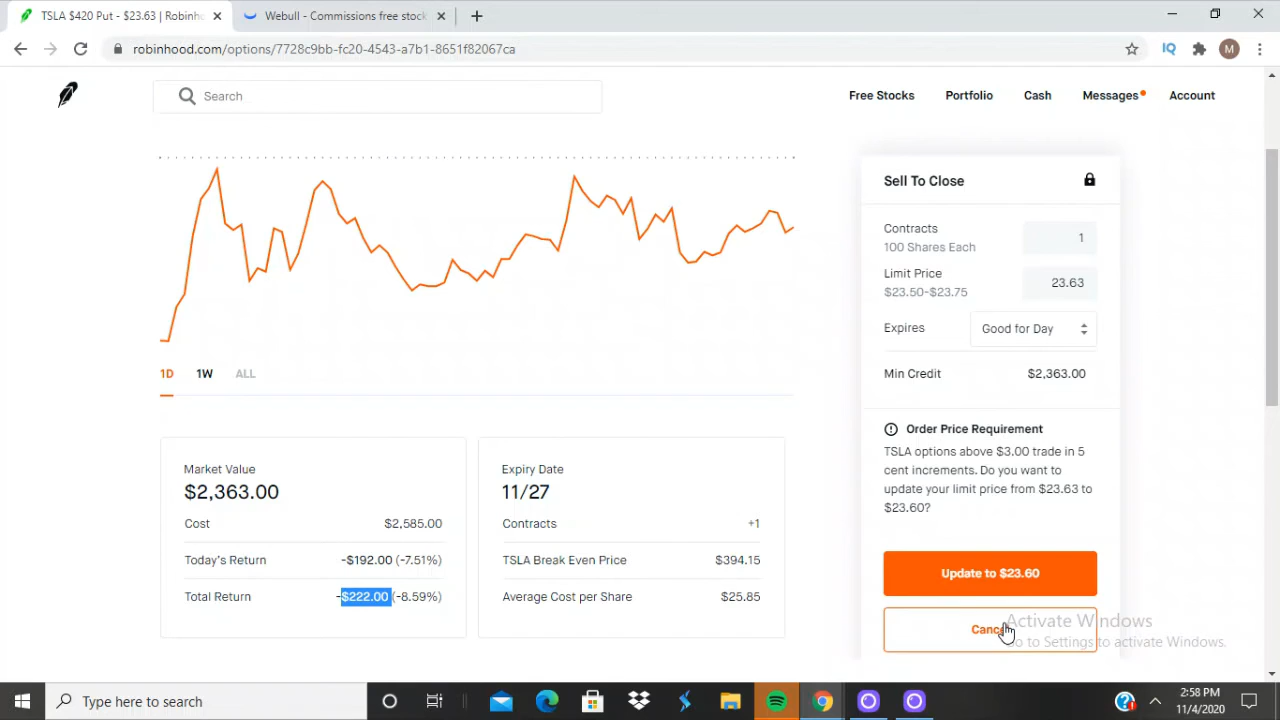 TSLA $420 Put - $23.63 | Robinho
Webull - Commissions free stock
robinhood.com/options/7728c9bb-fc20-4543-a7b1-8651f82067ca
IQ
M
Search
Free Stocks
Portfolio
Cash
Messages
Account
Sell To Close
Contracts
1
100 Shares Each
Limit Price
23.63
$23.50-$23.75
Expires
Good for Day
Min Credit
$2,363.00
1D
1W
ALL
Order Price Requirement
TSLA options above $3.00 trade in 5
cent increments. Do you want to
update your limit price from $23.63 to
$23.60?
Update to $23.60
Cancel
Market Value
$2,363.00
Cost
$2,585.00
Today's Return
-$192.00 (-7.51%)
Total Return
-$222.00 (-8.59%)
Expiry Date
11/27
Contracts
+1
TSLA Break Even Price
$394.15
Average Cost per Share
$25.85
Activate Windows
Go to Settings to activate Windows.
Type here to search
2:58 PM
11/4/2020